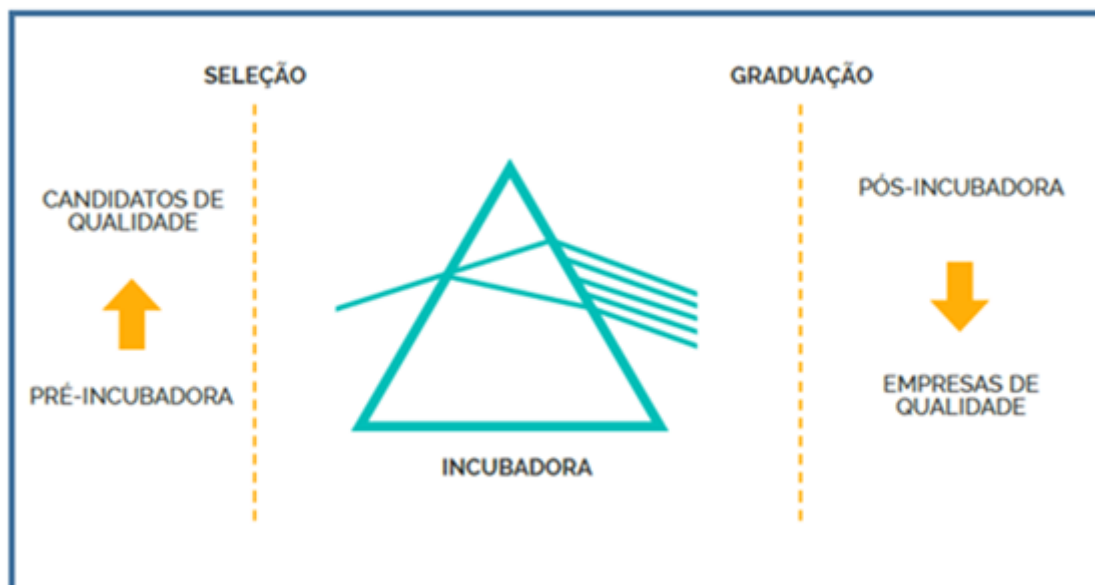 SELEÇÃO
GRADUAÇÃO
CANDIDATOS DE
QUALIDADE
PÓS-INCUBADORA
PRÉ-INCUBADORA
EMPRESAS DE
QUALIDADE
INCUBADORA